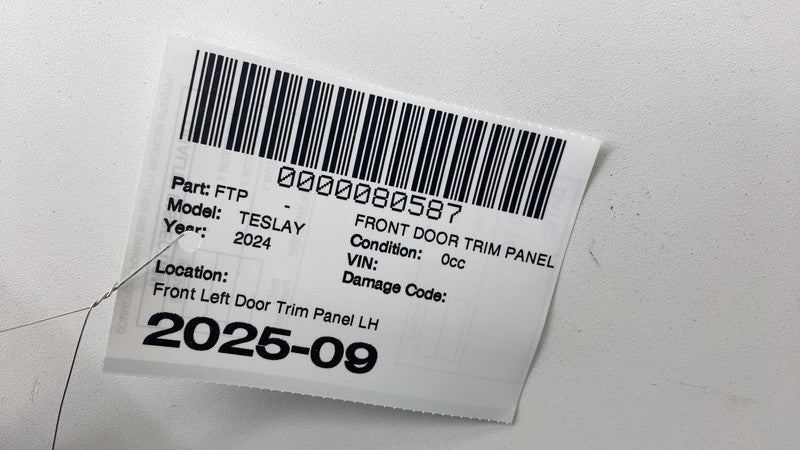 0000080587
Part: FTP - FRONT DOOR TRIM PANEL
Model: TESLAY Condition: 0cc
Year: 2024 VIN:
Damage Code:
Location:
Front Left Door Trim Panel LH
2025-09